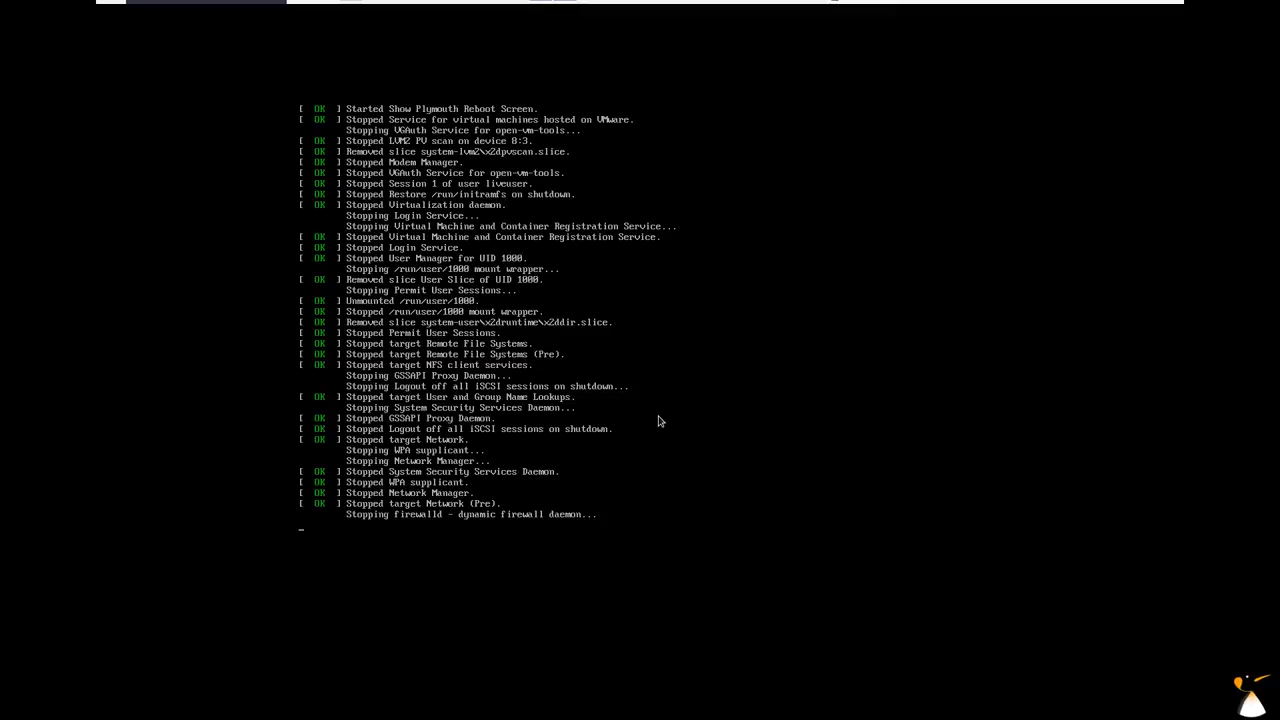 [  OK  ] Started Show Plymouth Reboot Screen.
[  OK  ] Stopped Service for virtual machines hosted on VMware.
Stopping VGAuth Service for open-vm-tools...
[  OK  ] Stopped LVM2 PV scan on device 8:3.
[  OK  ] Removed slice system-lvm2\x2dpvscan.slice.
[  OK  ] Stopped Modem Manager.
[  OK  ] Stopped VGAuth Service for open-vm-tools.
[  OK  ] Stopped Session 1 of user liveuser.
[  OK  ] Stopped Restore /run/initramfs on shutdown.
[  OK  ] Stopped Virtualization daemon.
Stopping Login Service...
Stopping Virtual Machine and Container Registration Service...
[  OK  ] Stopped Virtual Machine and Container Registration Service.
[  OK  ] Stopped Login Service.
[  OK  ] Stopped User Manager for UID 1000.
Stopping /run/user/1000 mount wrapper...
[  OK  ] Removed slice User Slice of UID 1000.
Stopping Permit User Sessions...
[  OK  ] Unmounted /run/user/1000.
[  OK  ] Stopped /run/user/1000 mount wrapper.
[  OK  ] Removed slice system-user\x2druntime\x2ddir.slice.
[  OK  ] Stopped Permit User Sessions.
[  OK  ] Stopped target Remote File Systems.
[  OK  ] Stopped target Remote File Systems (Pre).
[  OK  ] Stopped target NFS client services.
Stopping GSSAPI Proxy Daemon...
Stopping Logout off all iSCSI sessions on shutdown...
[  OK  ] Stopped target User and Group Name Lookups.
Stopping System Security Services Daemon...
[  OK  ] Stopped GSSAPI Proxy Daemon.
[  OK  ] Stopped Logout off all iSCSI sessions on shutdown.
[  OK  ] Stopped target Network.
Stopping WPA supplicant...
Stopping Network Manager...
[  OK  ] Stopped System Security Services Daemon.
[  OK  ] Stopped WPA supplicant.
[  OK  ] Stopped Network Manager.
[  OK  ] Stopped target Network (Pre).
Stopping firewalld - dynamic firewall daemon...